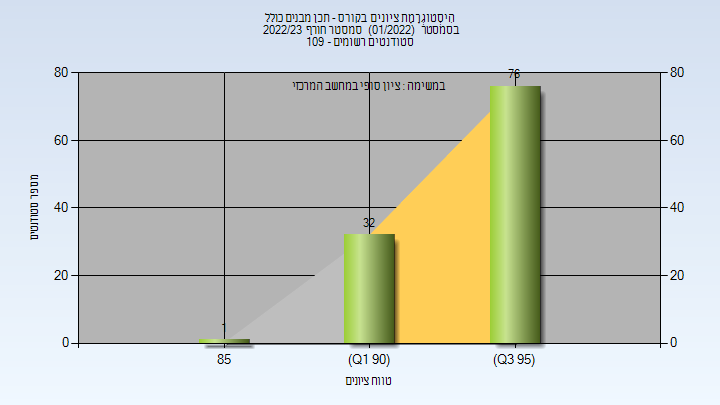 היסטוגרמת ציונים בקורס - תכן מבנים כולל
בסמסטר (01/2022) סמסטר חורף 2022/23
סטודנטים רשומים - 109
במשימה : ציון סופי במחשב המרכזי
80
60
40
20
0
80
60
40
20
0
מספר סטודנטים
1
32
76
85
(Q1 90)
(Q3 95)
טווח ציונים